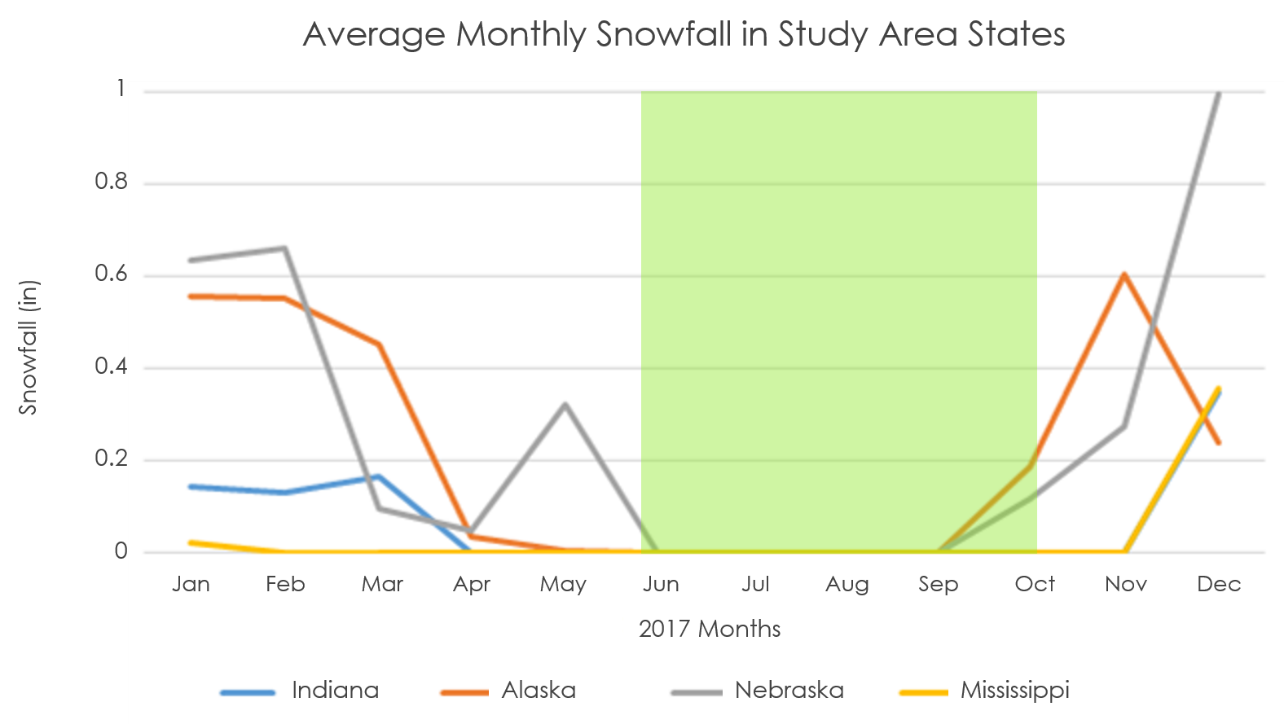 Average Monthly Snowfall in Study Area States
1
0.8
0.6
0.4
0.2
0
Snowfall (in)
Jan Feb Mar Apr May Jun Jul Aug Sep Oct Nov Dec
2017 Months
Indiana Alaska Nebraska Mississippi